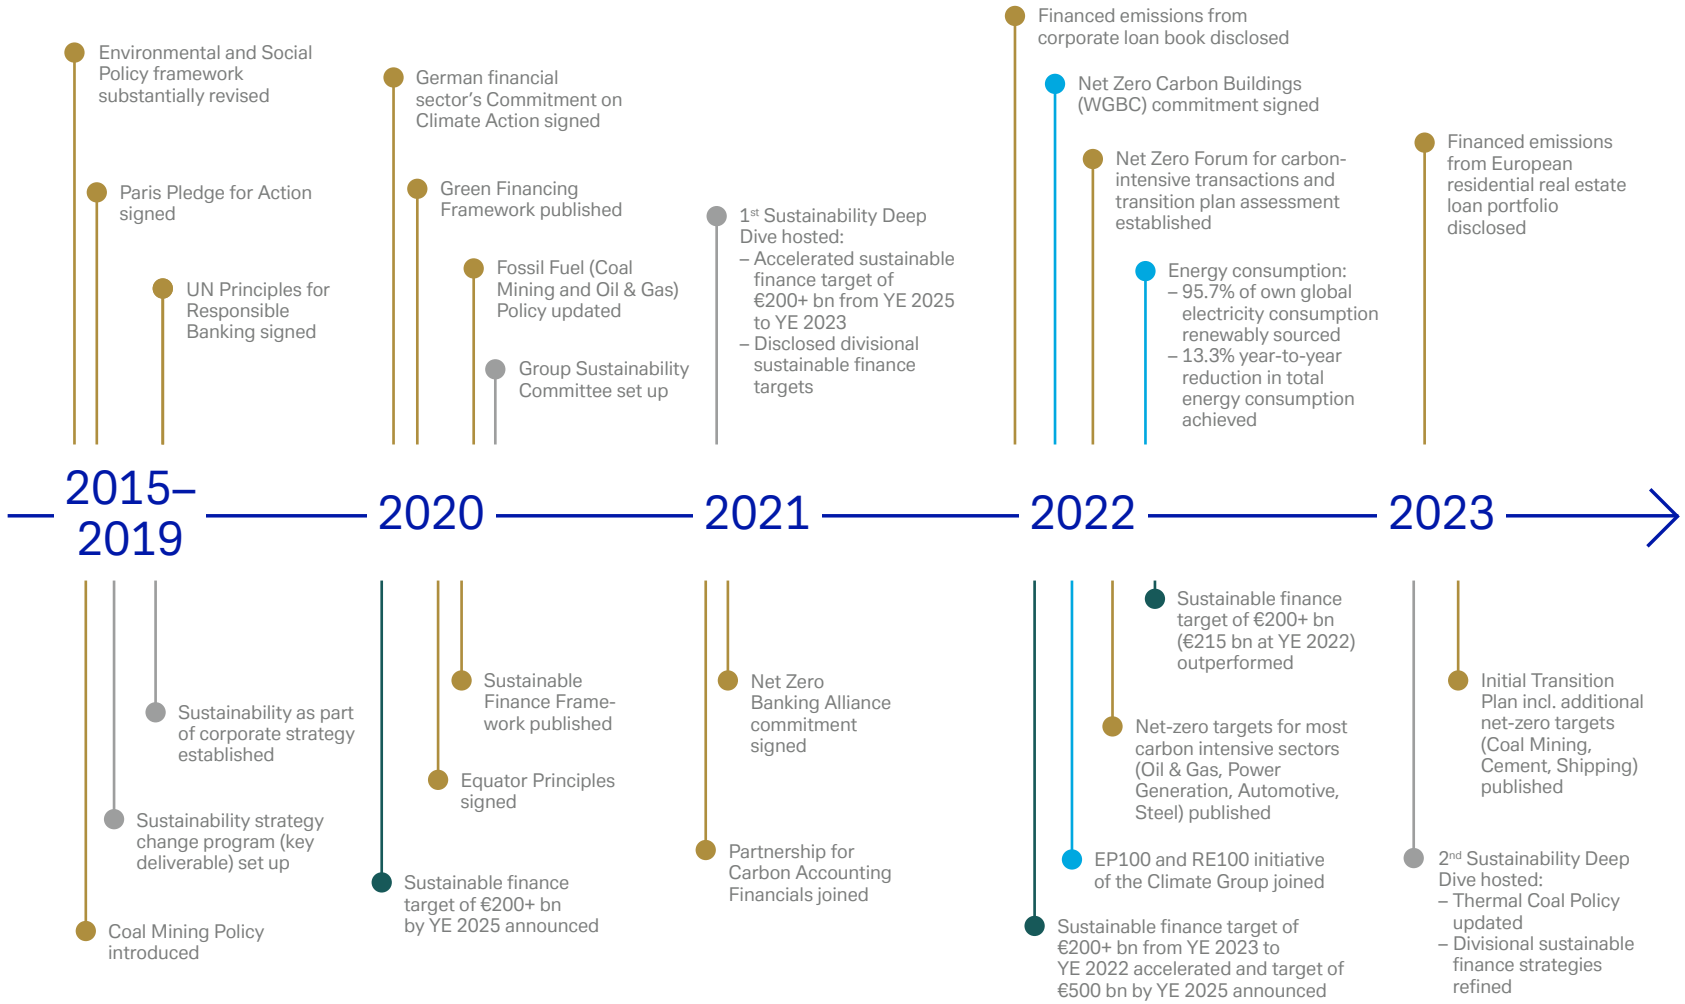 Environmental and Social
Policy framework
substantially revised
Paris Pledge for Action
signed
UN Principles for
Responsible
Banking signed
German financial
sector’s Commitment on
Climate Action signed
Green Financing
Framework published
Fossil Fuel (Coal
Mining and Oil & Gas)
Policy updated
Group Sustainability
Committee set up
1st Sustainability Deep
Dive hosted:
– Accelerated sustainable
finance target of
€200+ bn from YE 2025
to YE 2023
– Disclosed divisional
sustainable finance
targets
Financed emissions from
corporate loan book disclosed
Net Zero Carbon Buildings
(WGBC) commitment signed
Net Zero Forum for carbon-
intensive transactions and
transition plan assessment
established
Energy consumption:
– 95.7% of own global
electricity consumption
renewably sourced
– 13.3% year-to-year
reduction in total
energy consumption
achieved
Financed emissions
from European
residential real estate
loan portfolio
disclosed
2015–
2019
2020
2021
2022
2023
Sustainability as part
of corporate strategy
established
Sustainability strategy
change program (key
deliverable) set up
Coal Mining Policy
introduced
Sustainable
Finance Frame-
work published
Equator Principles
signed
Sustainable finance
target of €200+ bn
by YE 2025 announced
Net Zero
Banking Alliance
commitment
signed
Partnership for
Carbon Accounting
Financials joined
Sustainable finance
target of €200+ bn
(€215 bn at YE 2022)
outperformed
Net-zero targets for most
carbon intensive sectors
(Oil & Gas, Power
Generation, Automotive,
Steel) published
EP100 and RE100 initiative
of the Climate Group joined
Sustainable finance target of
€200+ bn from YE 2023 to
YE 2022 accelerated and target of
€500 bn by YE 2025 announced
Initial Transition
Plan incl. additional
net-zero targets
(Coal Mining,
Cement, Shipping)
published
2nd Sustainability Deep
Dive hosted:
– Thermal Coal Policy
updated
– Divisional sustainable
finance strategies
refined